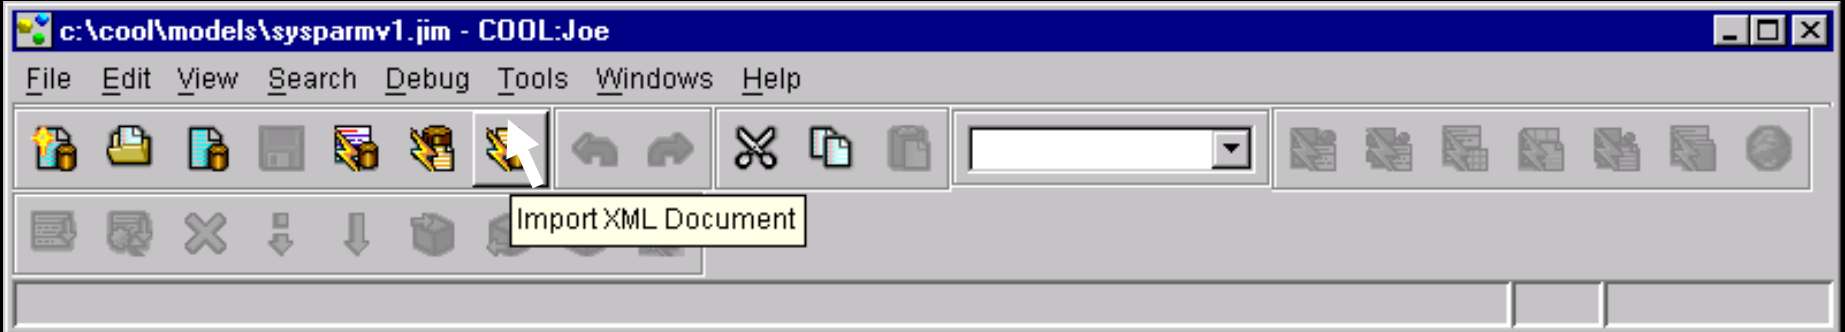 c:\cool\models\sysparmv1.jim - COOL:Joe
File Edit View Search Debug Tools Windows Help
Import XML Document